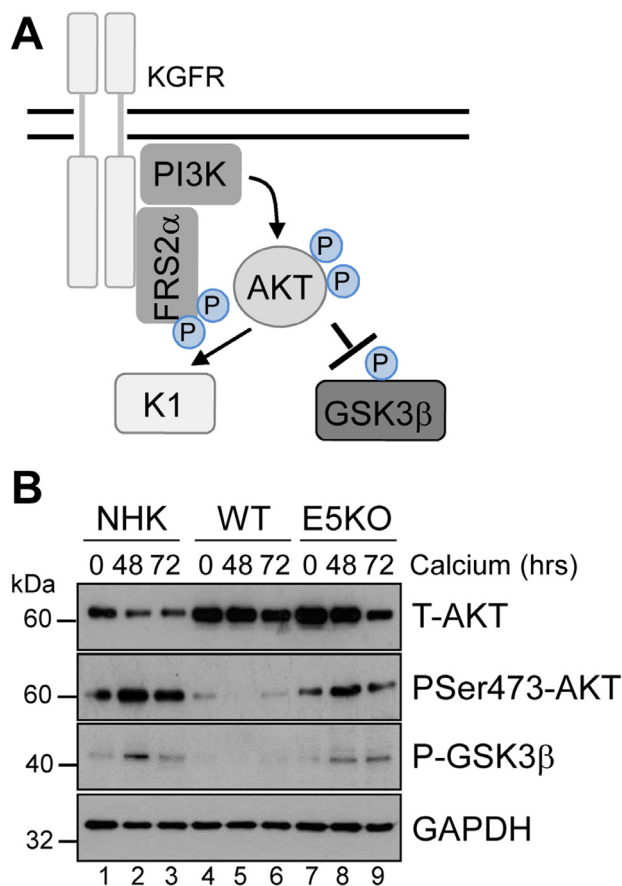 A
KGFR
PI3K
FRS2α
AKT
P
P
P
P
P
K1
GSK3β
B
NHK WT E5KO
0 48 72 0 48 72 0 48 72 Calcium (hrs)
kDa
60 T-AKT
60 PSer473-AKT
40 P-GSK3β
32 GAPDH
1 2 3 4 5 6 7 8 9